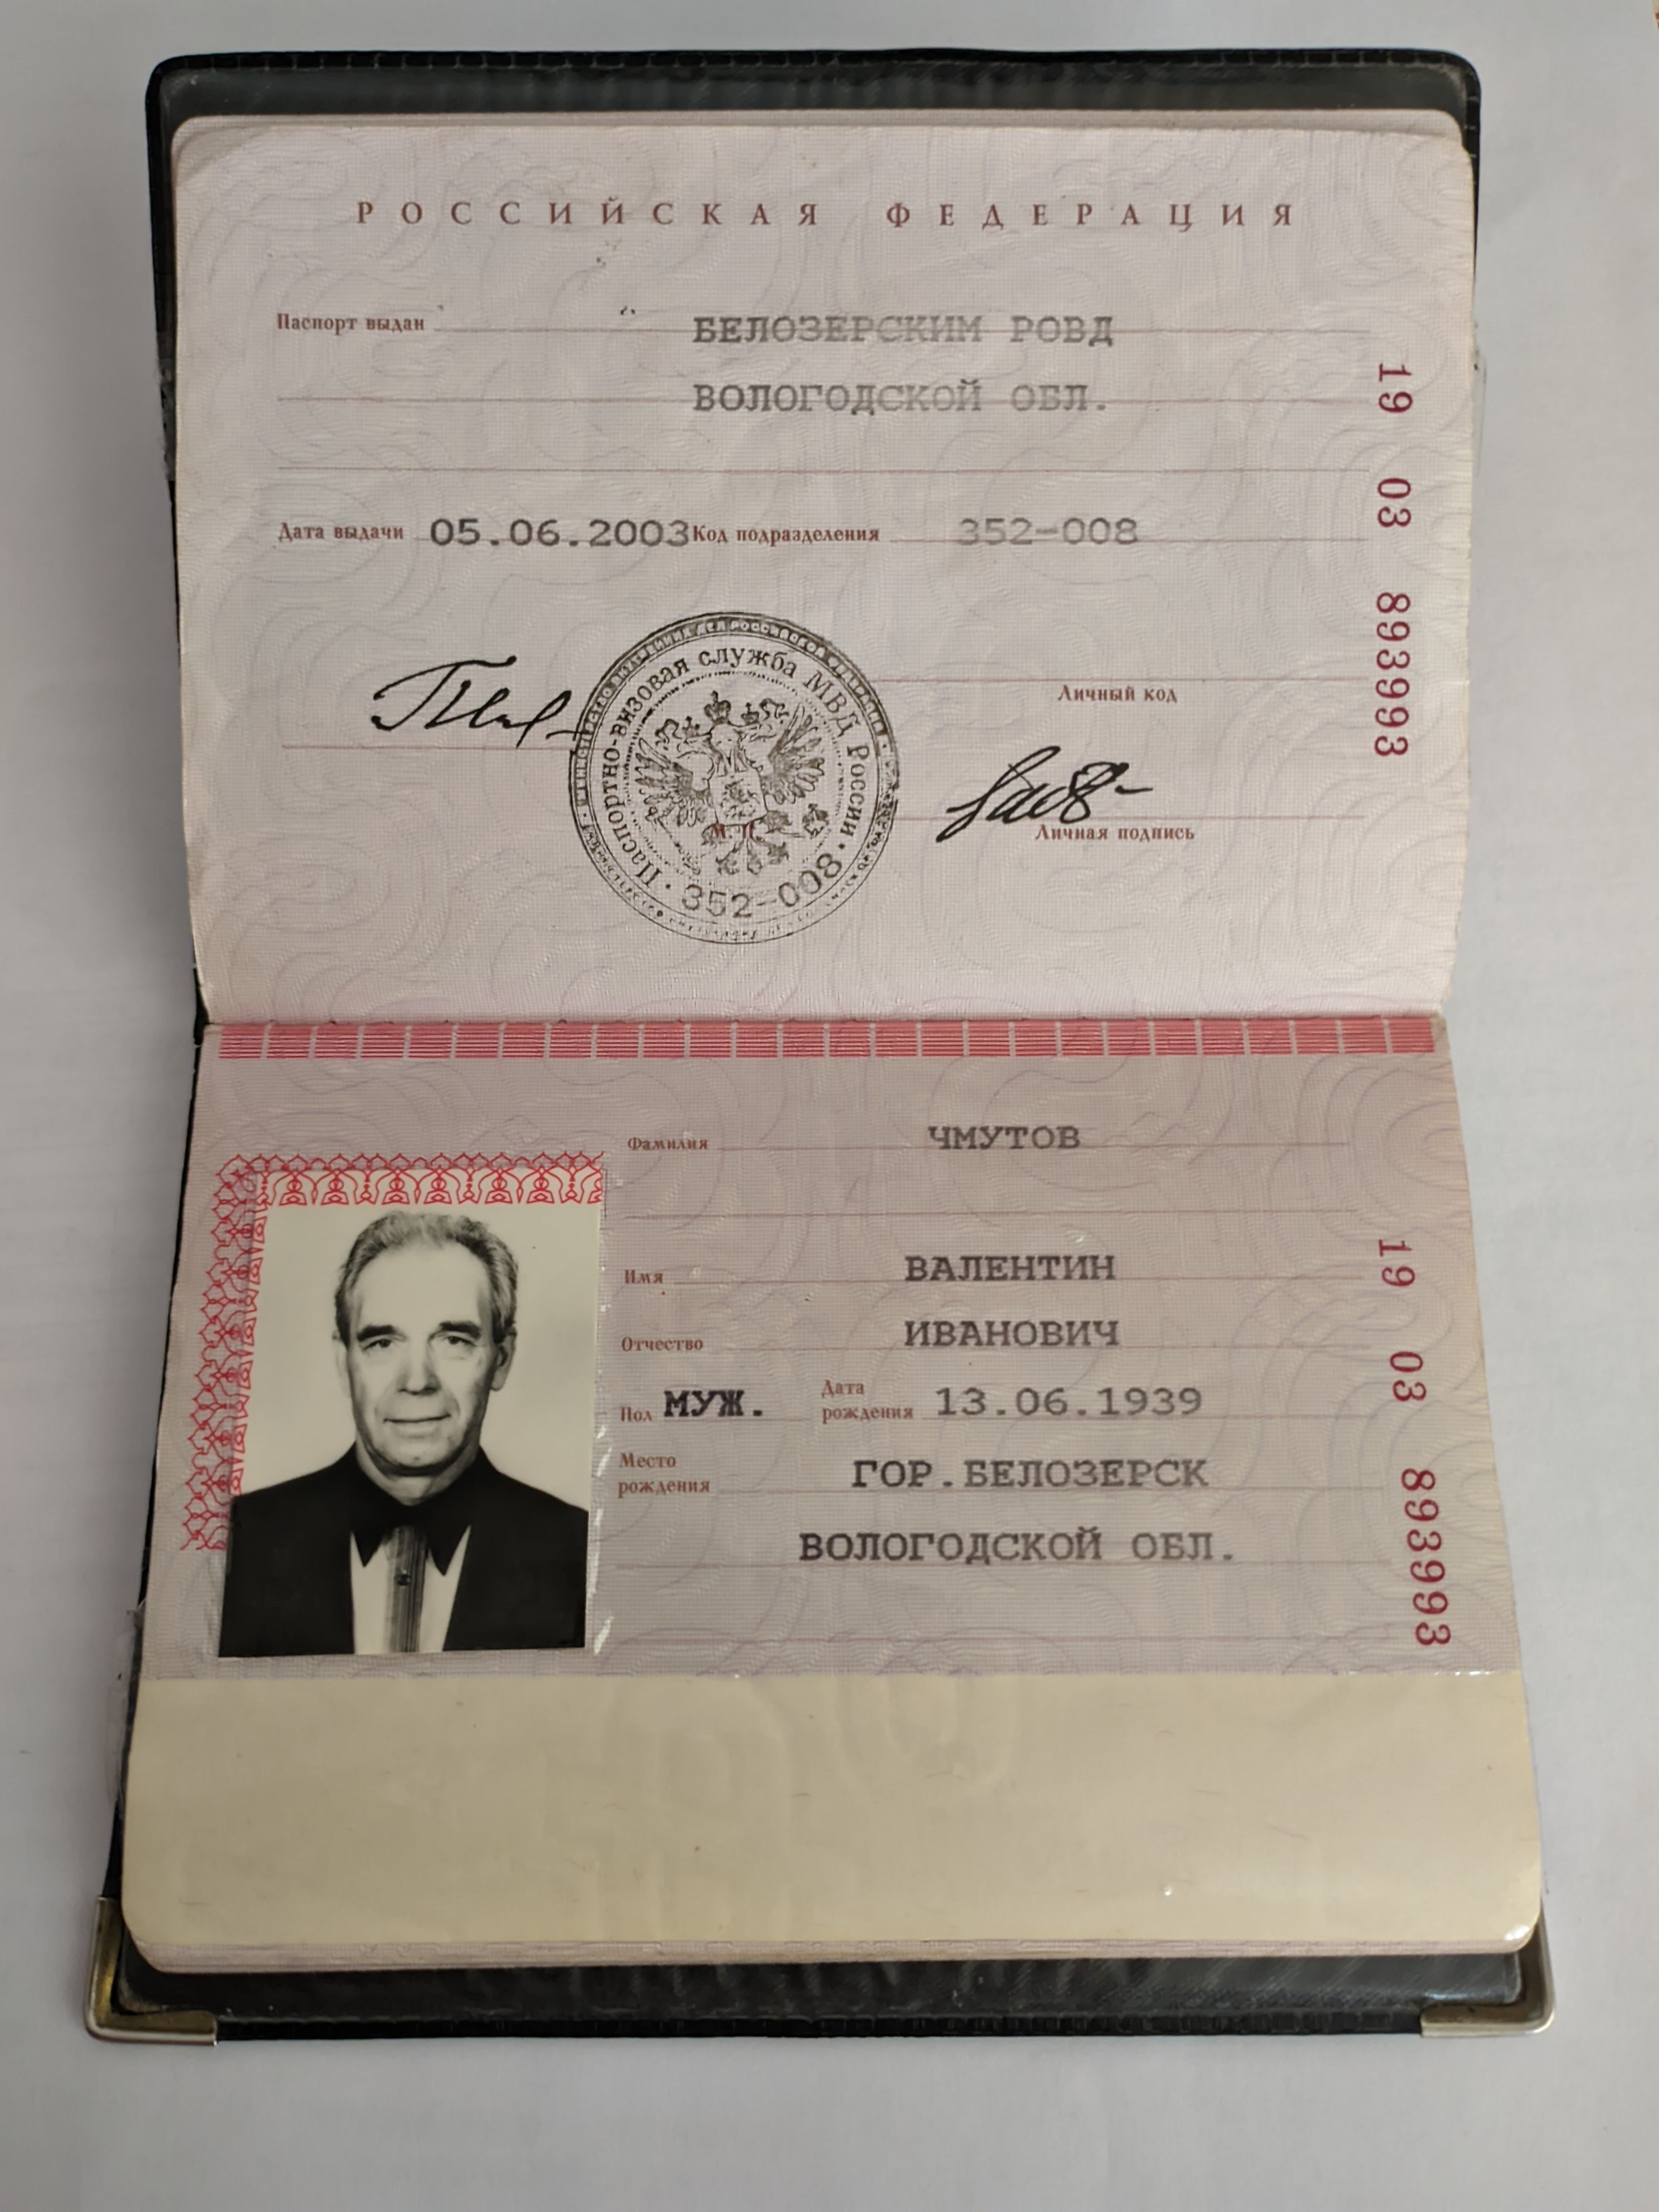 РОССИЙСКАЯ ФЕДЕРАЦИЯ
Паспорт выдан БЕЛОЗЕРСКИМ РОВД
ВОЛОГОДСКОЙ ОБЛ.
Дата выдачи 05.06.2003 Код подразделения 352-008
19 03 893993
Паспортно-визовая служба МВД России
352-008
М.П.
Личный код
Личная подпись
Фамилия ЧМУТОВ
Имя ВАЛЕНТИН
Отчество ИВАНОВИЧ
Пол МУЖ. Дата рождения 13.06.1939
Место рождения ГОР.БЕЛОЗЕРСК
ВОЛОГОДСКОЙ ОБЛ.
19 03 893993